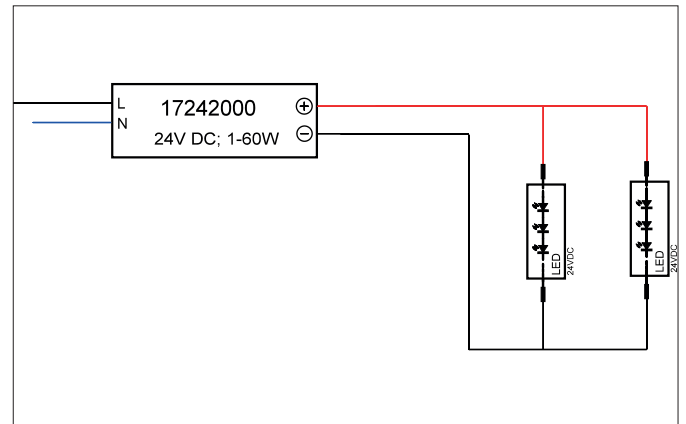 L
17242000
+
N
24V DC; 1-60W
−
LED
24VDC
LED
24VDC